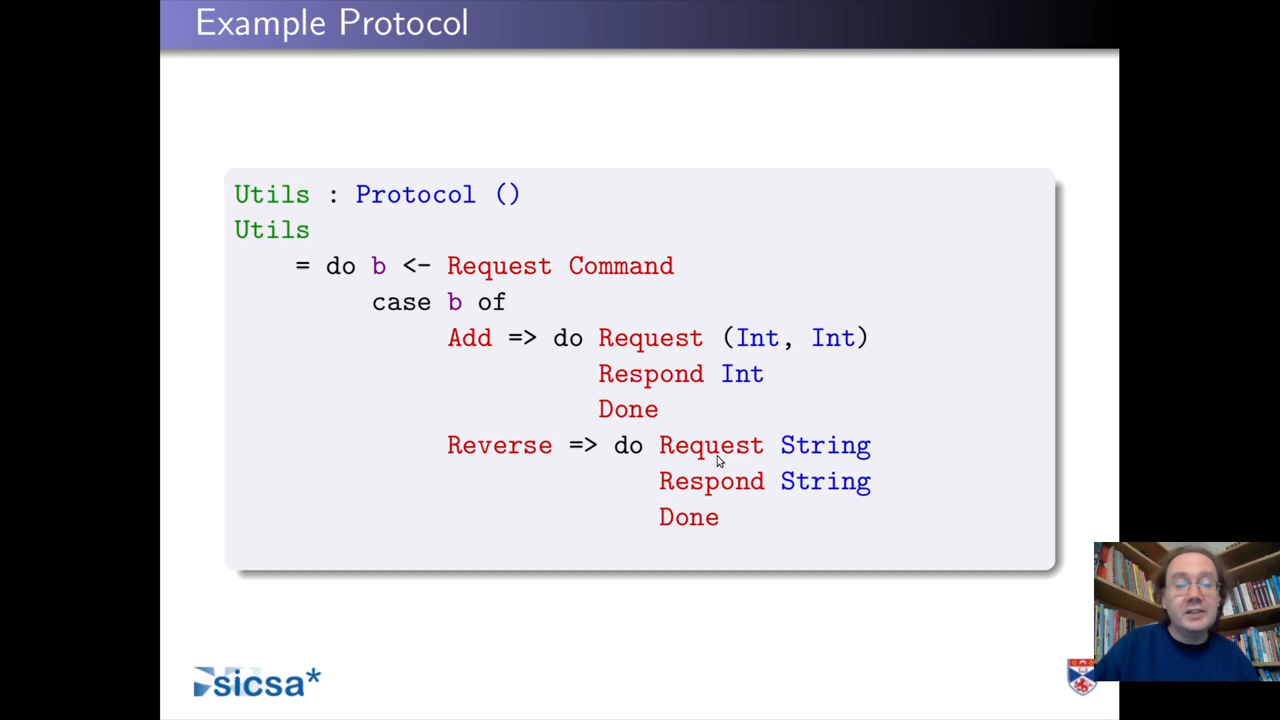 Example Protocol
Utils : Protocol ()
Utils
= do b <- Request Command
case b of
Add => do Request (Int, Int)
Respond Int
Done
Reverse => do Request String
Respond String
Done
sicsa*